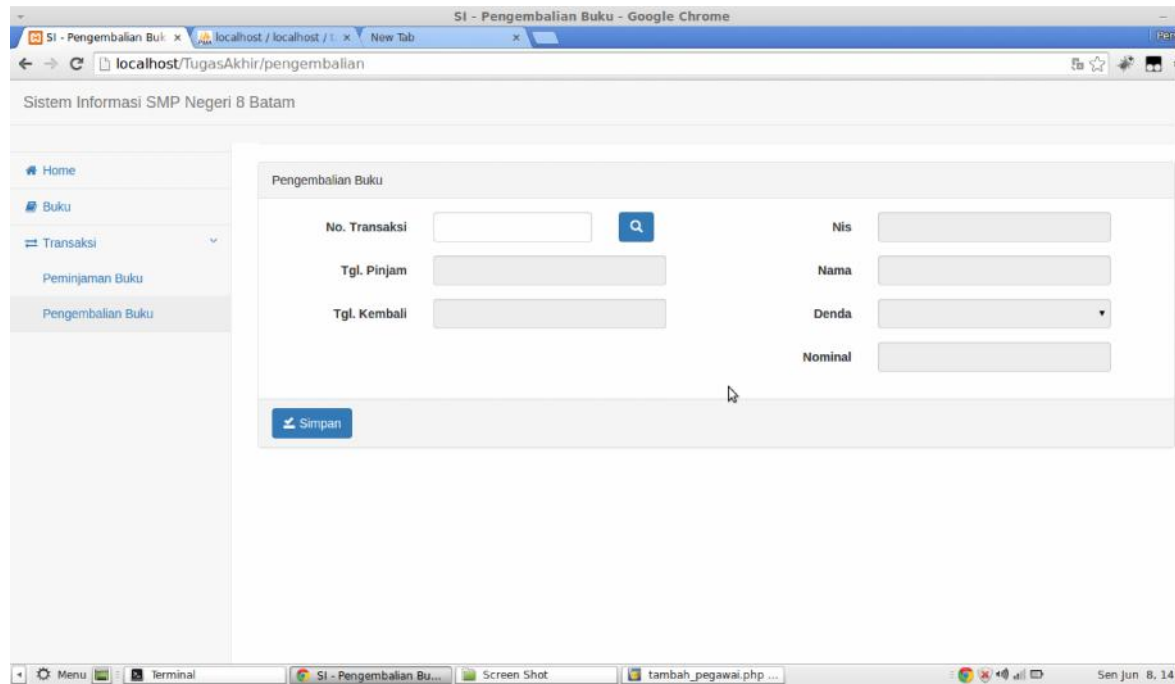 SI - Pengembalian Buku - Google Chrome
SI - Pengembalian Buk
localhost / localhost /
New Tab
localhost/TugasAkhir/pengembalian
Sistem Informasi SMP Negeri 8 Batam
Home
Buku
Transaksi
Peminjaman Buku
Pengembalian Buku
Pengembalian Buku
No. Transaksi
Nis
Tgl. Pinjam
Nama
Tgl. Kembali
Denda
Nominal
Simpan
Menu
Terminal
SI - Pengembalian Bu...
Screen Shot
tambah_pegawai.php ...
Sen Jun 8, 14